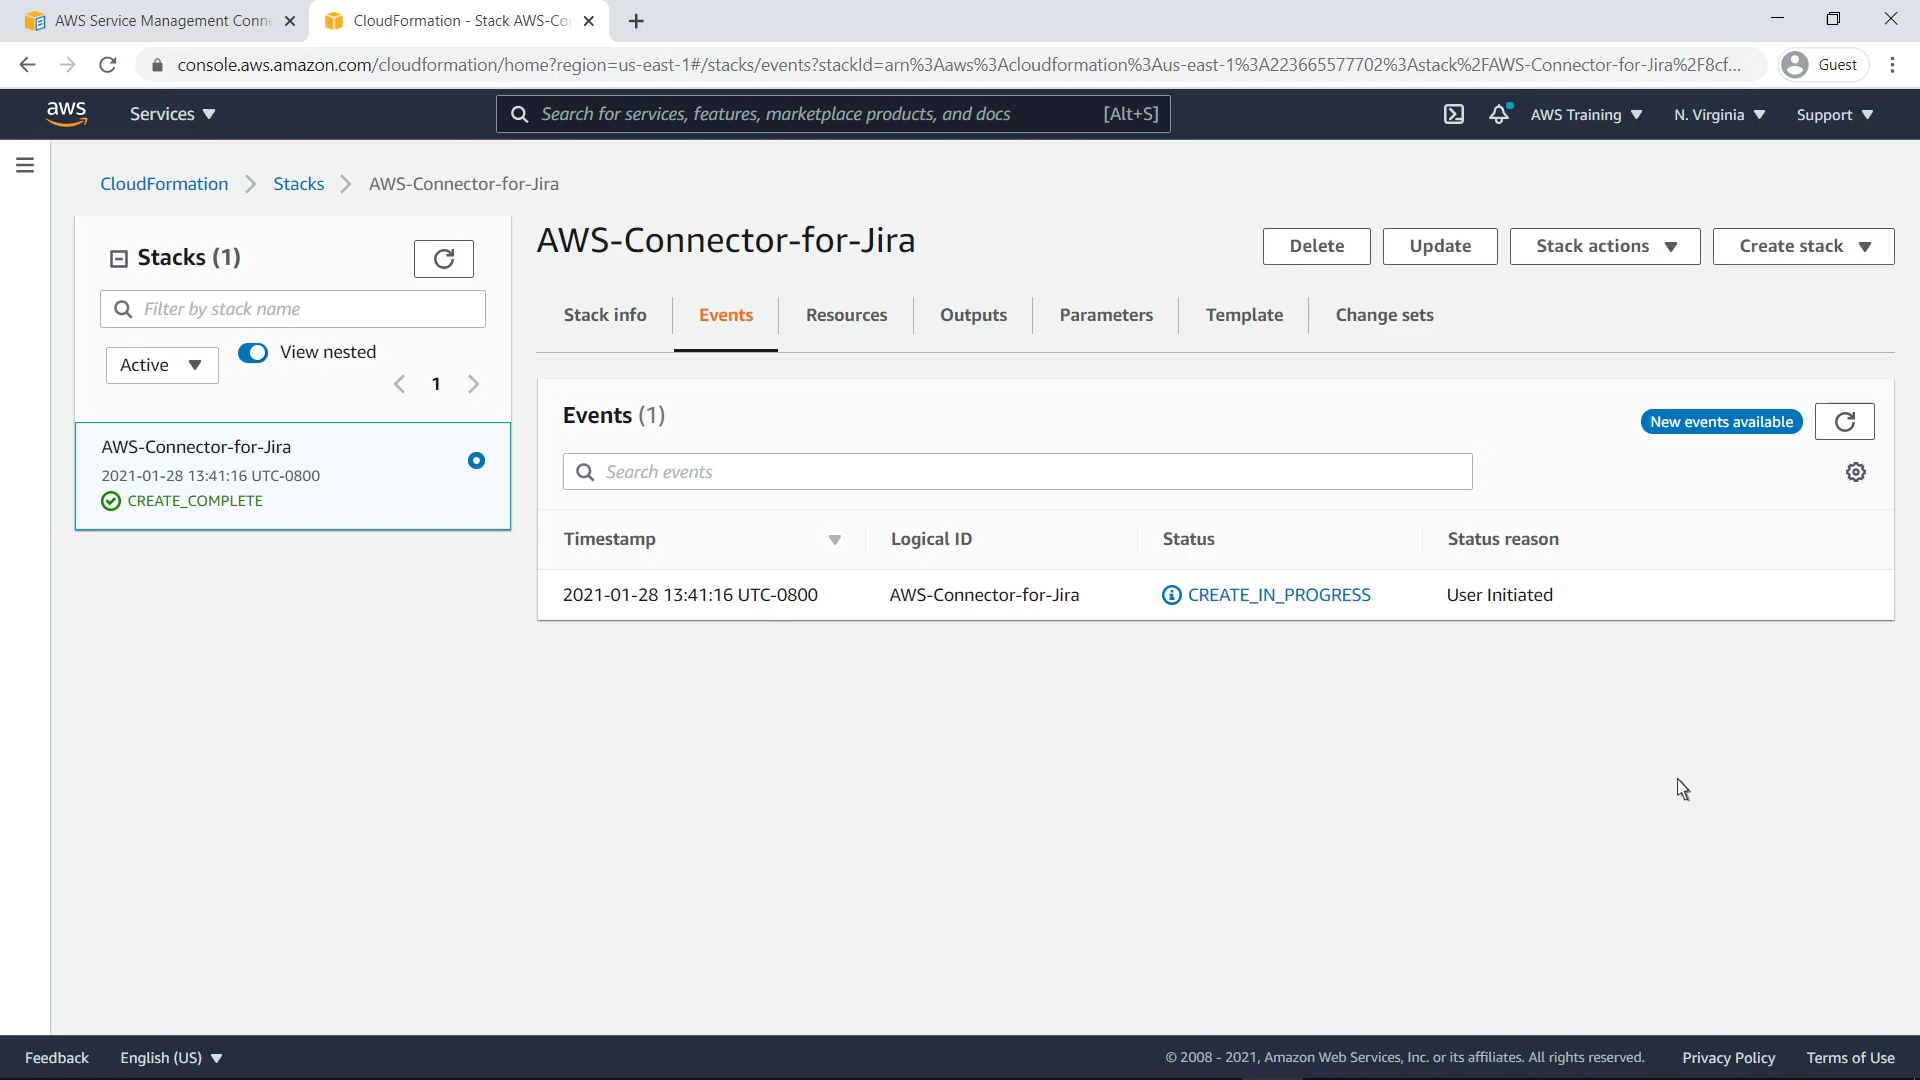 AWS Service Management Conne
CloudFormation - Stack AWS-Co
console.aws.amazon.com/cloudformation/home?region=us-east-1#/stacks/events?stackId=arn%3Aaws%3Acloudformation%3Aus-east-1%3A223665577702%3Astack%2FAWS-Connector-for-Jira%2F8cf...
Guest
aws
Services
Search for services, features, marketplace products, and docs
[Alt+S]
AWS Training
N. Virginia
Support
CloudFormation
Stacks
AWS-Connector-for-Jira
Stacks (1)
Filter by stack name
Active
View nested
1
AWS-Connector-for-Jira
2021-01-28 13:41:16 UTC-0800
CREATE_COMPLETE
AWS-Connector-for-Jira
Delete
Update
Stack actions
Create stack
Stack info
Events
Resources
Outputs
Parameters
Template
Change sets
Events (1)
New events available
Search events
Timestamp
Logical ID
Status
Status reason
2021-01-28 13:41:16 UTC-0800
AWS-Connector-for-Jira
CREATE_IN_PROGRESS
User Initiated
Feedback
English (US)
© 2008 - 2021, Amazon Web Services, Inc. or its affiliates. All rights reserved.
Privacy Policy
Terms of Use